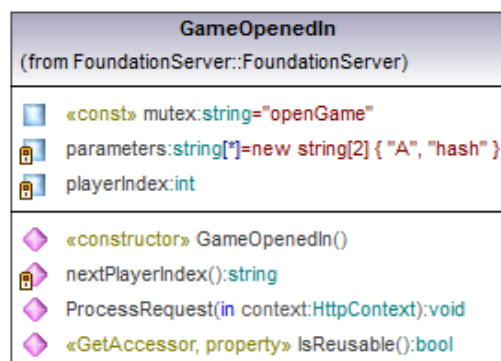 GameOpenedIn
(from FoundationServer::FoundationServer)
«const» mutex:string="openGame"
parameters:string[*]=new string[2] { "A", "hash" }
playerIndex:int
«constructor» GameOpenedIn()
nextPlayerIndex():string
ProcessRequest(in context:HttpContext):void
«GetAccessor, property» IsReusable():bool